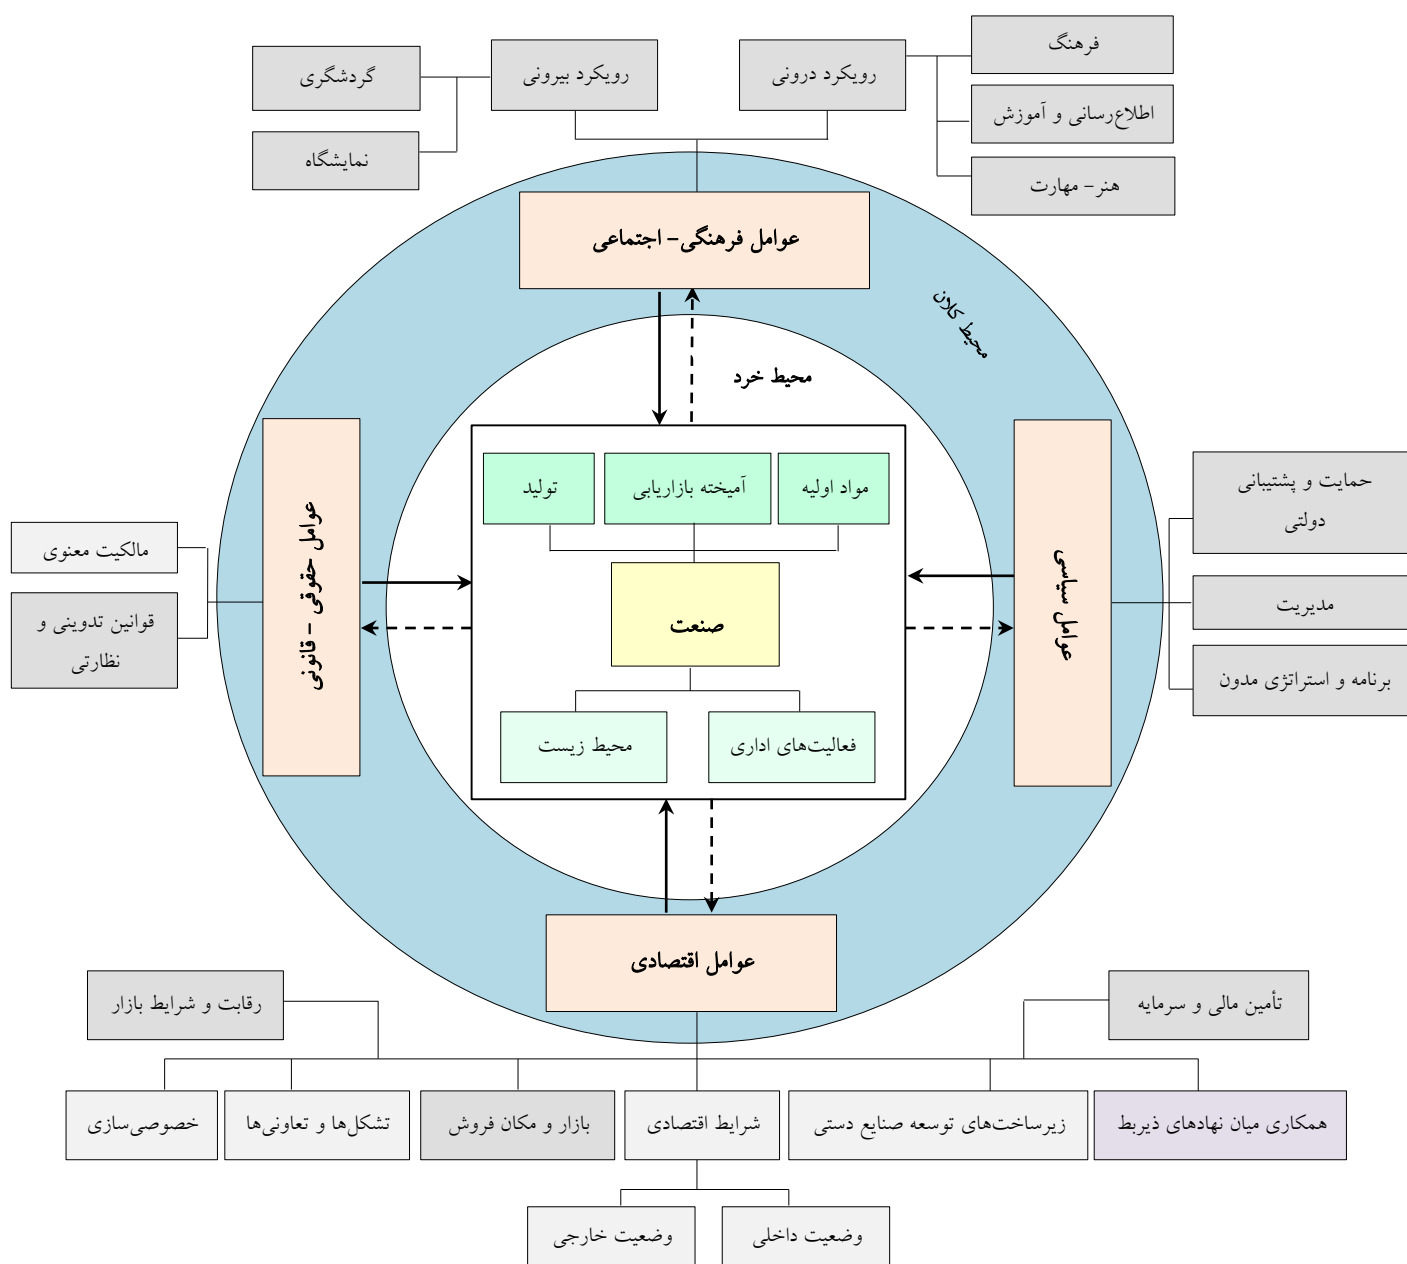 فرهنگ
رویکرد درونی
رویکرد بیرونی
گردشگری
اطلاع‌رسانی و آموزش
نمایشگاه
هنر- مهارت
عوامل فرهنگی- اجتماعی
محیط کلان
محیط خرد
مواد اولیه
آمیخته بازاریابی
تولید
صنعت
فعالیت‌های اداری
محیط زیست
عوامل سیاسی
حمایت و پشتیبانی
دولتی
مدیریت
برنامه و استراتژی مدون
عوامل حقوقی - قانونی
مالکیت معنوی
قوانین تدوینی و
نظارتی
عوامل اقتصادی
تأمین مالی و سرمایه
رقابت و شرایط بازار
همکاری میان نهادهای ذیربط
زیرساخت‌های توسعه صنایع دستی
شرایط اقتصادی
بازار و مکان فروش
تشکل‌ها و تعاونی‌ها
خصوصی‌سازی
وضعیت داخلی
وضعیت خارجی